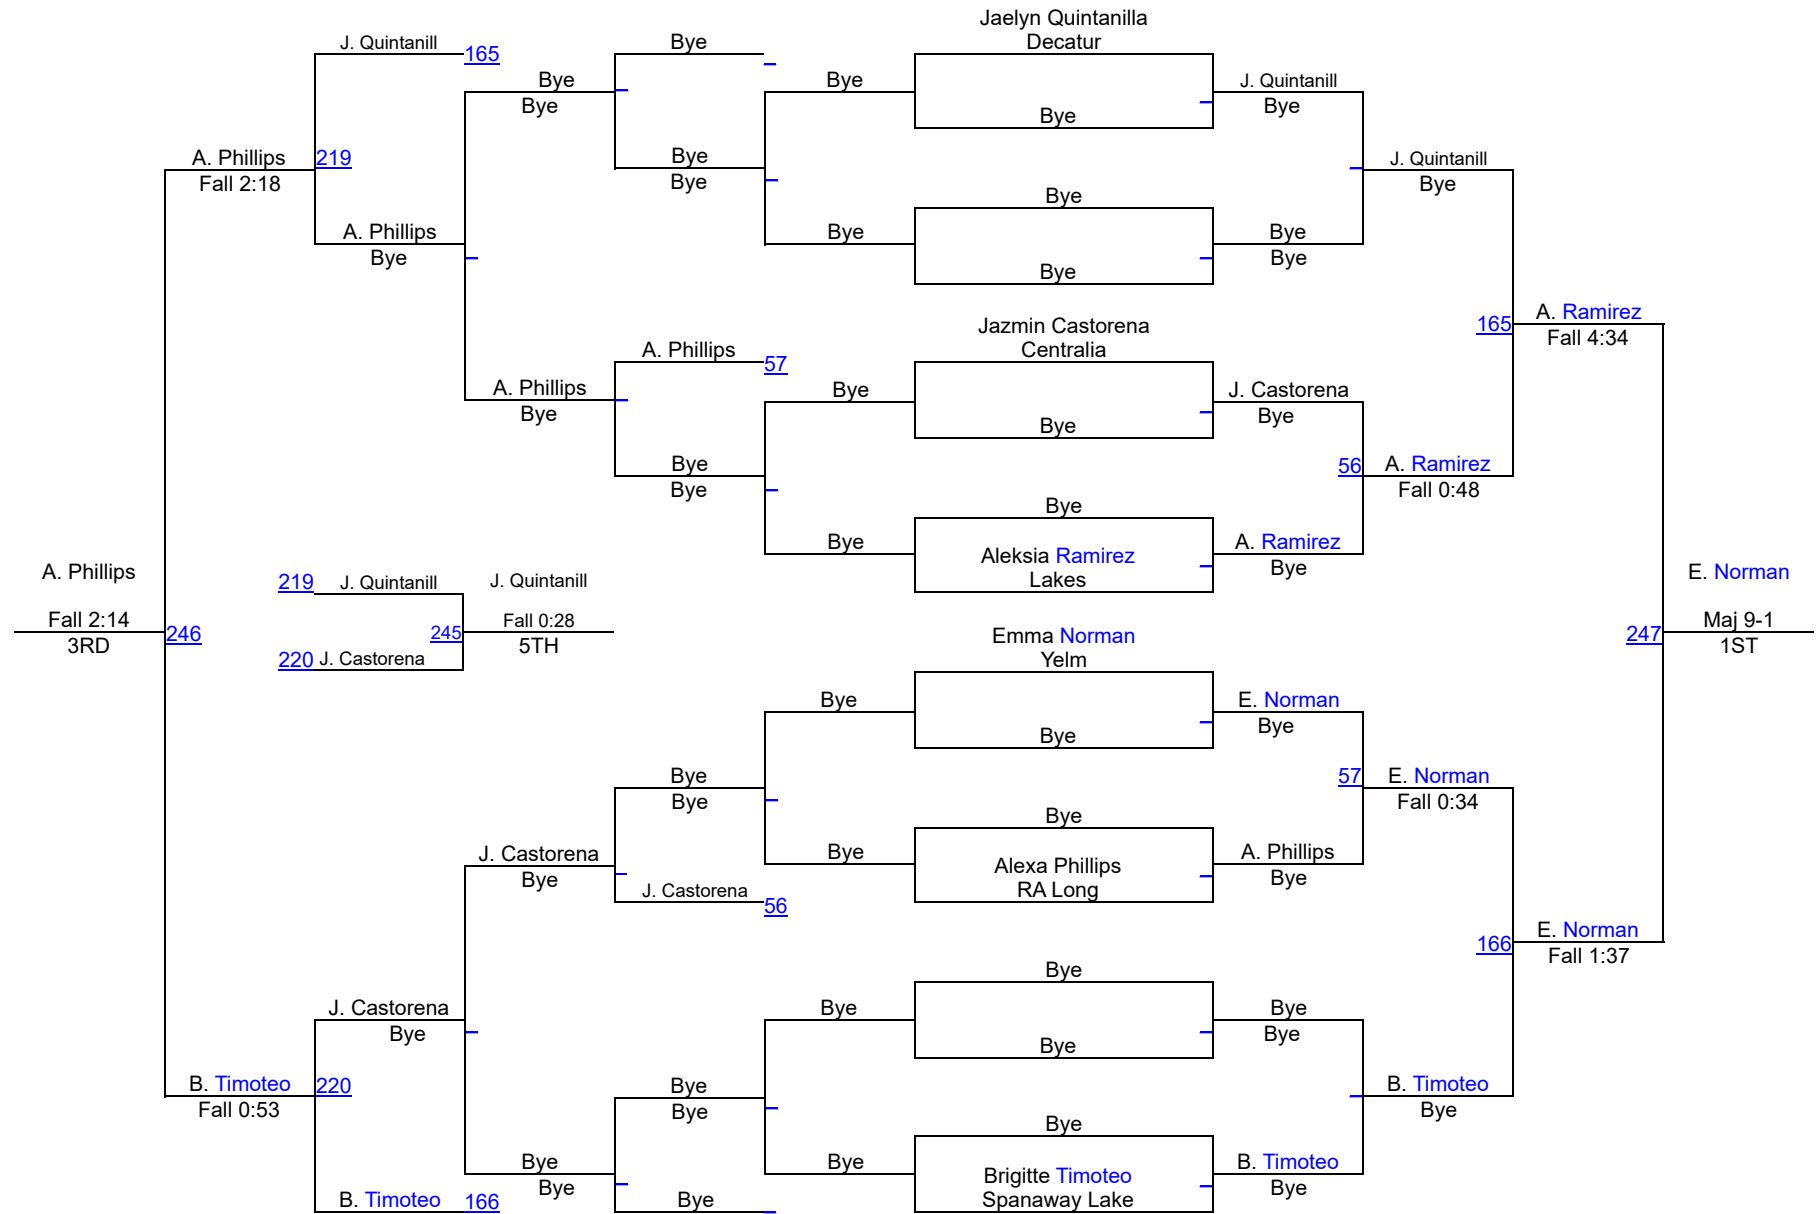 Jaelyn Quintanilla
J. Quintanill
165
Bye
Decatur
Bye
Bye
J. Quintanill
Bye
Bye
Bye
Bye
A. Phillips
219
Bye
J. Quintanill
Fall 2:18
Bye
Bye
Bye
A. Phillips
Bye
Bye
Bye
Bye
Bye
Bye
A. Ramirez
165
Fall 4:34
Jazmin Castorena
A. Phillips
57
Centralia
A. Phillips
Bye
J. Castorena
Bye
Bye
Bye
Bye
56
A. Ramirez
Bye
Fall 0:48
Bye
Bye
Aleksia Ramirez
A. Ramirez
Lakes
Bye
A. Phillips
219
J. Quintanill
J. Quintanill
E. Norman
Fall 2:14
246
3RD
245
Fall 0:28
5TH
220
J. Castorena
247
Maj 9-1
1ST
Emma Norman
Yelm
Bye
E. Norman
Bye
Bye
Bye
57
E. Norman
Bye
Fall 0:34
Bye
J. Castorena
Bye
Alexa Phillips
A. Phillips
Bye
J. Castorena
56
RA Long
Bye
166
E. Norman
Fall 1:37
Bye
J. Castorena
Bye
Bye
Bye
Bye
Bye
B. Timoteo
220
Bye
B. Timoteo
Fall 0:53
Bye
Bye
Bye
Bye
Bye
Brigitte Timoteo
B. Timoteo
Bye
Bye
B. Timoteo
166
Bye
Spanaway Lake